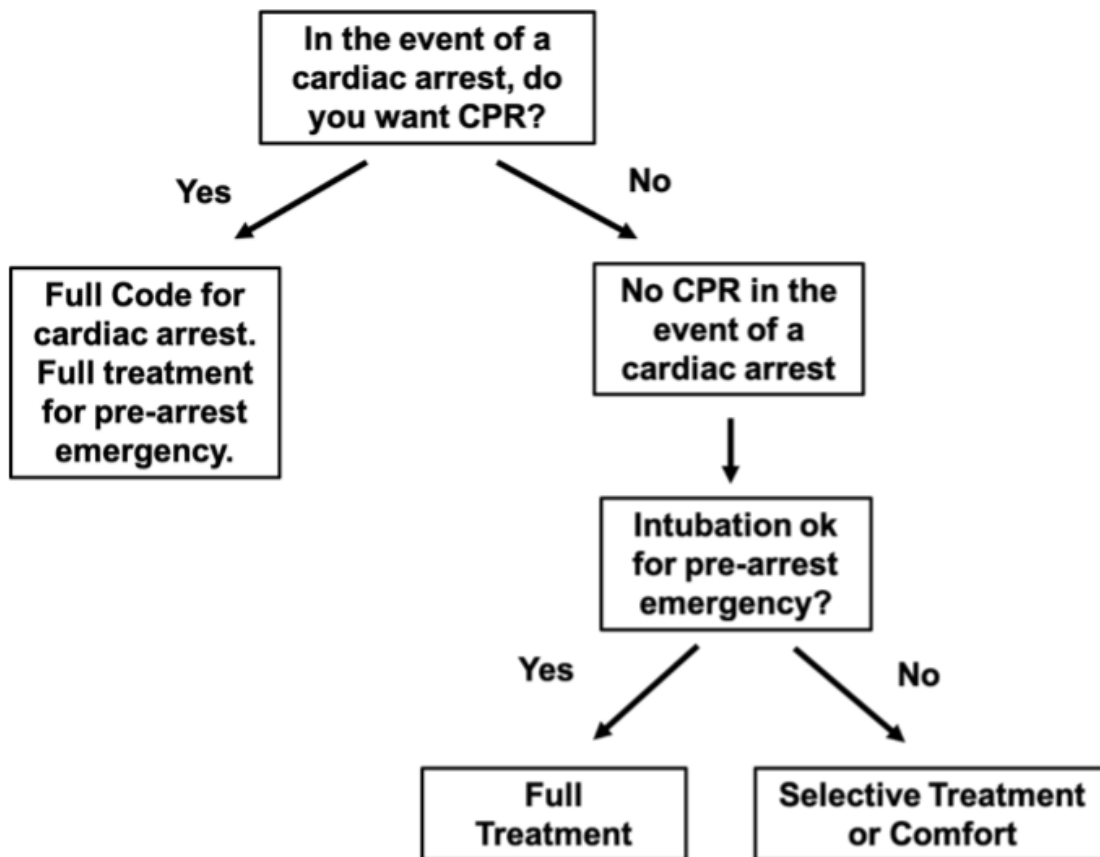 In the event of a
cardiac arrest, do
you want CPR?
Yes
No
Full Code for
cardiac arrest.
Full treatment
for pre-arrest
emergency.
No CPR in the
event of a
cardiac arrest
Intubation ok
for pre-arrest
emergency?
Yes
No
Full
Treatment
Selective Treatment
or Comfort